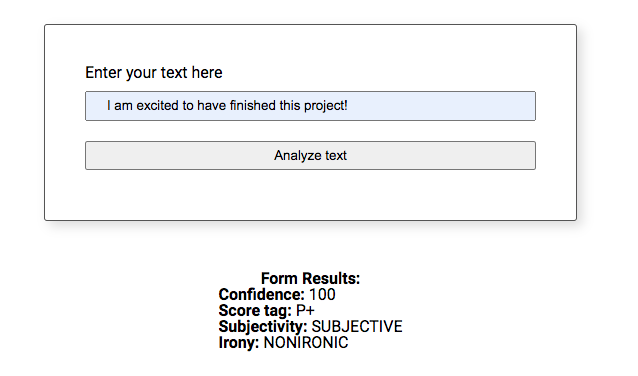 Enter your text here
I am excited to have finished this project!
Analyze text
Form Results:
Confidence: 100
Score tag: P+
Subjectivity: SUBJECTIVE
Irony: NONIRONIC